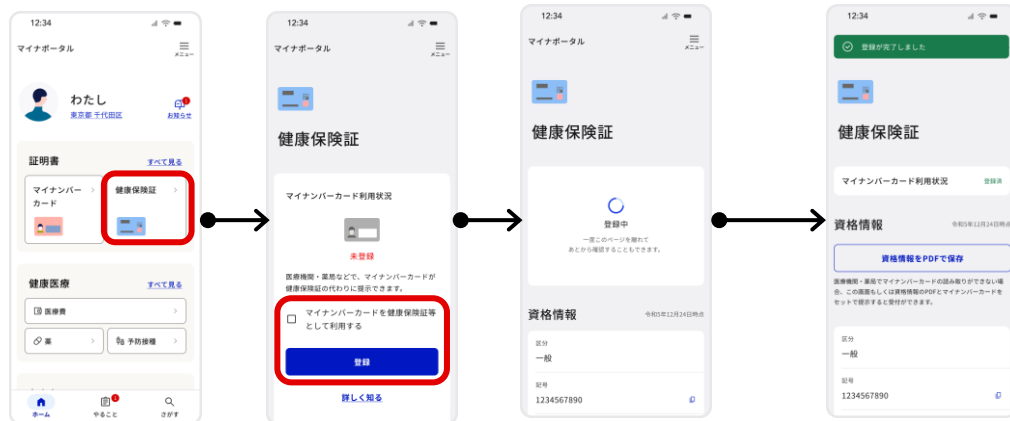 12:34
マイナポータル
メニュー
わたし
東京都 千代田区
1
お知らせ
証明書
すべて見る
マイナンバー
カード
健康保険証
健康医療
すべて見る
医療費
薬
予防接種
1
ホーム
やること
さがす
12:34
マイナポータル
メニュー
健康保険証
マイナンバーカード利用状況
未登録
医療機関・薬局などで、マイナンバーカードが
健康保険証の代わりに提示できます。
マイナンバーカードを健康保険証等
として利用する
登録
詳しく知る
12:34
マイナポータル
メニュー
健康保険証
登録中
一度このページを離れて
あとから確認することもできます。
資格情報
令和5年12月24日時点
区分
一般
記号
1234567890
12:34
登録が完了しました
健康保険証
マイナンバーカード利用状況
登録済
資格情報
令和5年12月24日時点
資格情報をPDFで保存
医療機関・薬局でマイナンバーカードの読み取りができない場
合、この画面もしくは資格情報のPDFとマイナンバーカードを
セットで提示すると受付ができます。
区分
一般
記号
1234567890